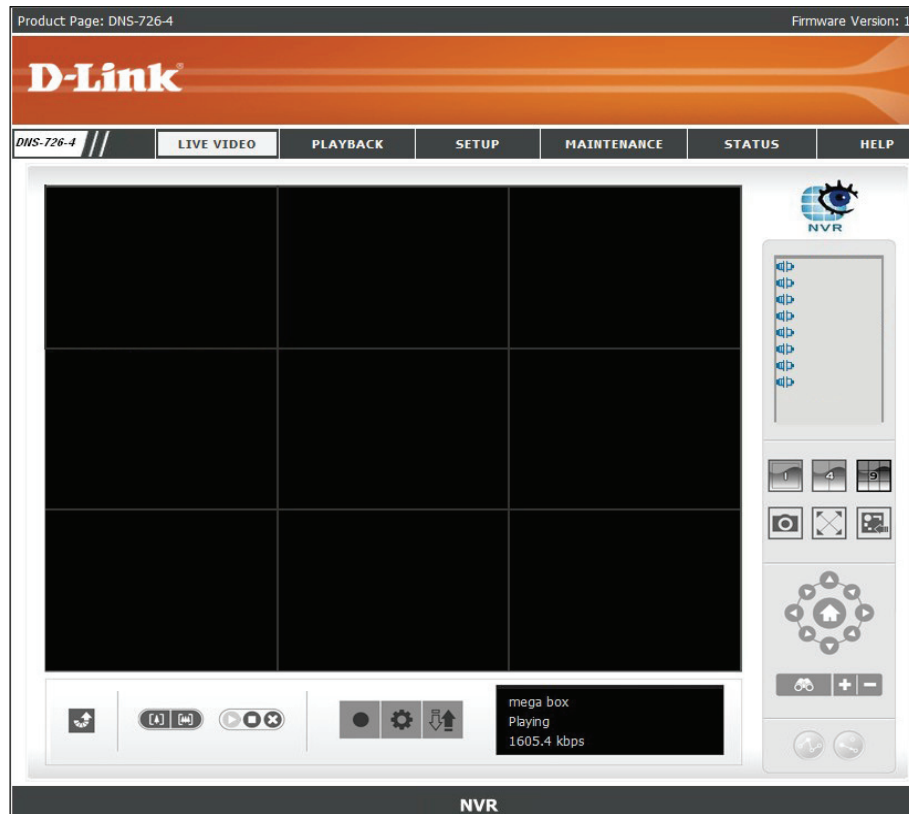 Product Page: DNS-726-4 Firmware Version: 1
D-Link®
DNS-726-4 LIVE VIDEO PLAYBACK SETUP MAINTENANCE STATUS HELP
NVR
1 4 9
mega box
Playing
1605.4 kbps
NVR